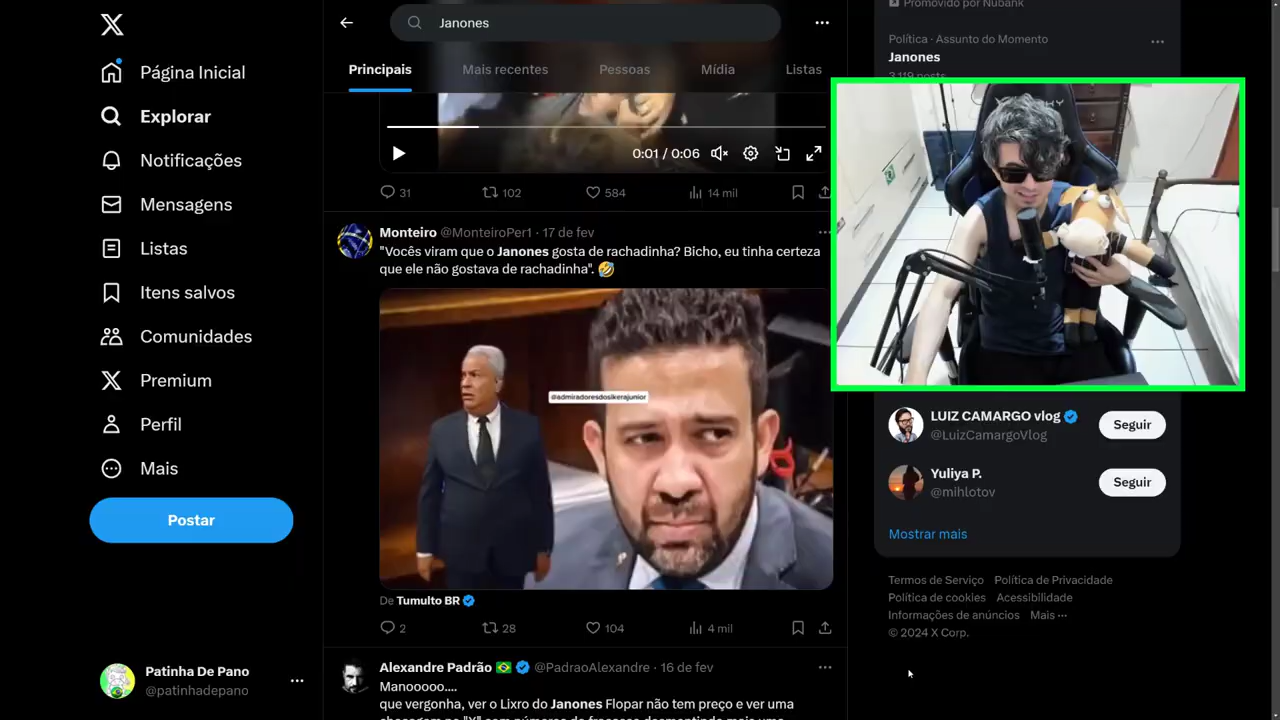 Página Inicial
Explorar
Notificações
Mensagens
Listas
Itens salvos
Comunidades
Premium
Perfil
Mais
Postar
Patinha De Pano
@patinhadepano
Janones
Principais
Mais recentes
Pessoas
Mídia
Listas
0:01 / 0:06
31
102
584
14 mil
Monteiro @MonteiroPer1 · 17 de fev
"Vocês viram que o Janones gosta de rachadinha? Bicho, eu tinha certeza
que ele não gostava de rachadinha". 🤣
@admiradoresdosikerajunior
De Tumulto BR
2
28
104
4 mil
Alexandre Padrão 🇧🇷 @PadraoAlexandre · 16 de fev
Manooooo....
que vergonha, ver o Lixro do Janones Flopar não tem preço e ver uma
Promovido por Nubank
Política · Assunto do Momento
Janones
3.119 posts
LUIZ CAMARGO vlog
@LuizCamargoVlog
Seguir
Yuliya P.
@mihlotov
Seguir
Mostrar mais
Termos de Serviço Política de Privacidade
Política de cookies Acessibilidade
Informações de anúncios Mais ···
© 2024 X Corp.